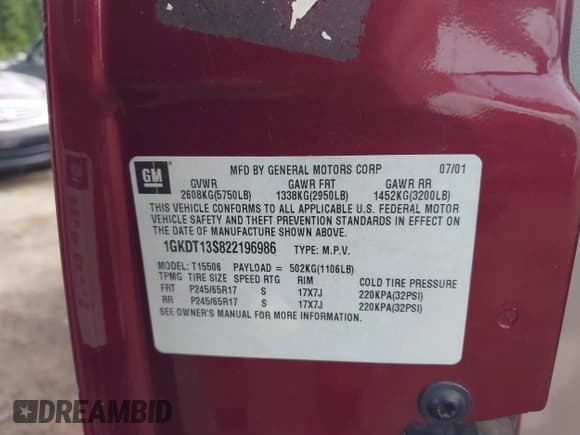 GM
MFD BY GENERAL MOTORS CORP 07/01
GVWR GAWR FRT GAWR RR
2608KG(5750LB) 1338KG(2950LB) 1452KG(3200LB)
THIS VEHICLE CONFORMS TO ALL APPLICABLE U.S. FEDERAL MOTOR
VEHICLE SAFETY AND THEFT PREVENTION STANDARDS IN EFFECT ON
THE DATE OF MANUFACTURE SHOWN ABOVE.
1GKDT13S822196986 TYPE: M.P.V.
MODEL: T15506 PAYLOAD = 502KG(1106LB)
TPMG TIRE SIZE SPEED RTG RIM COLD TIRE PRESSURE
FRT P245/65R17 S 17X7J 220KPA(32PSI)
RR P245/65R17 S 17X7J 220KPA(32PSI)
SEE OWNER'S MANUAL FOR MORE INFORMATION.
DREAMBID